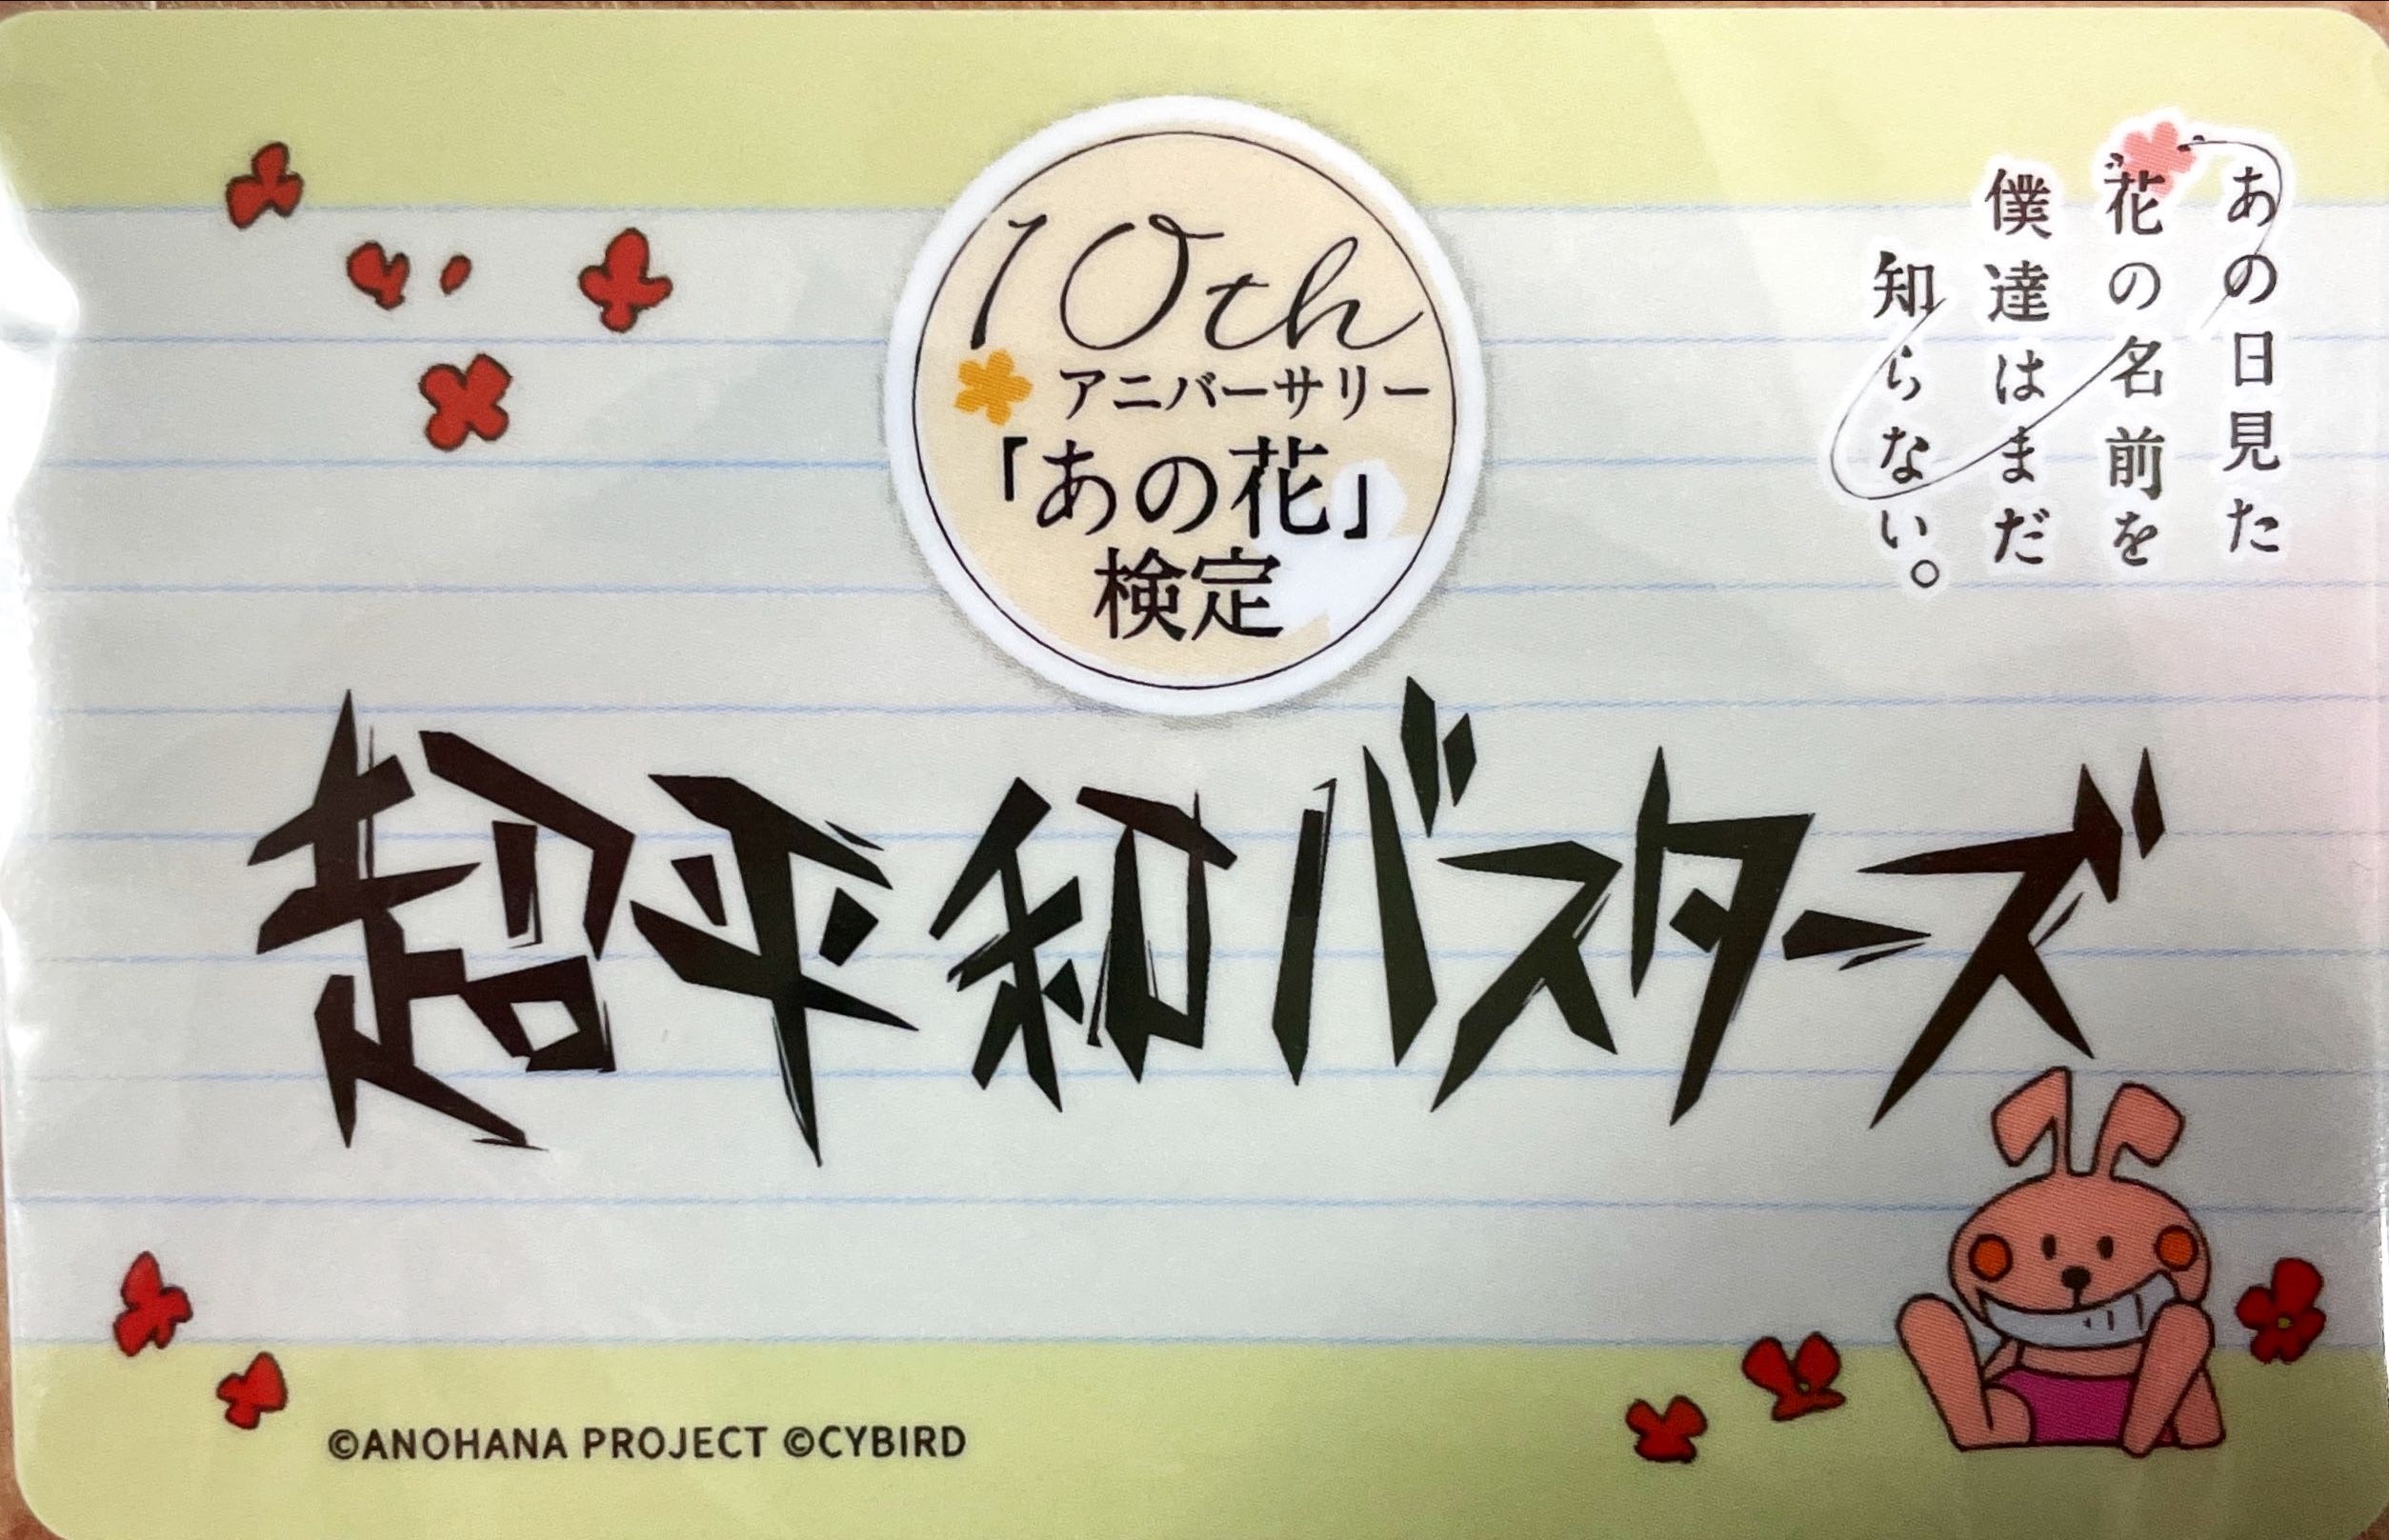 10th
アニバーサリー
「あの花」
検定
あの日見た
花の名前を
僕達はまだ
知らない。
超平和バスターズ
©ANOHANA PROJECT ©CYBIRD